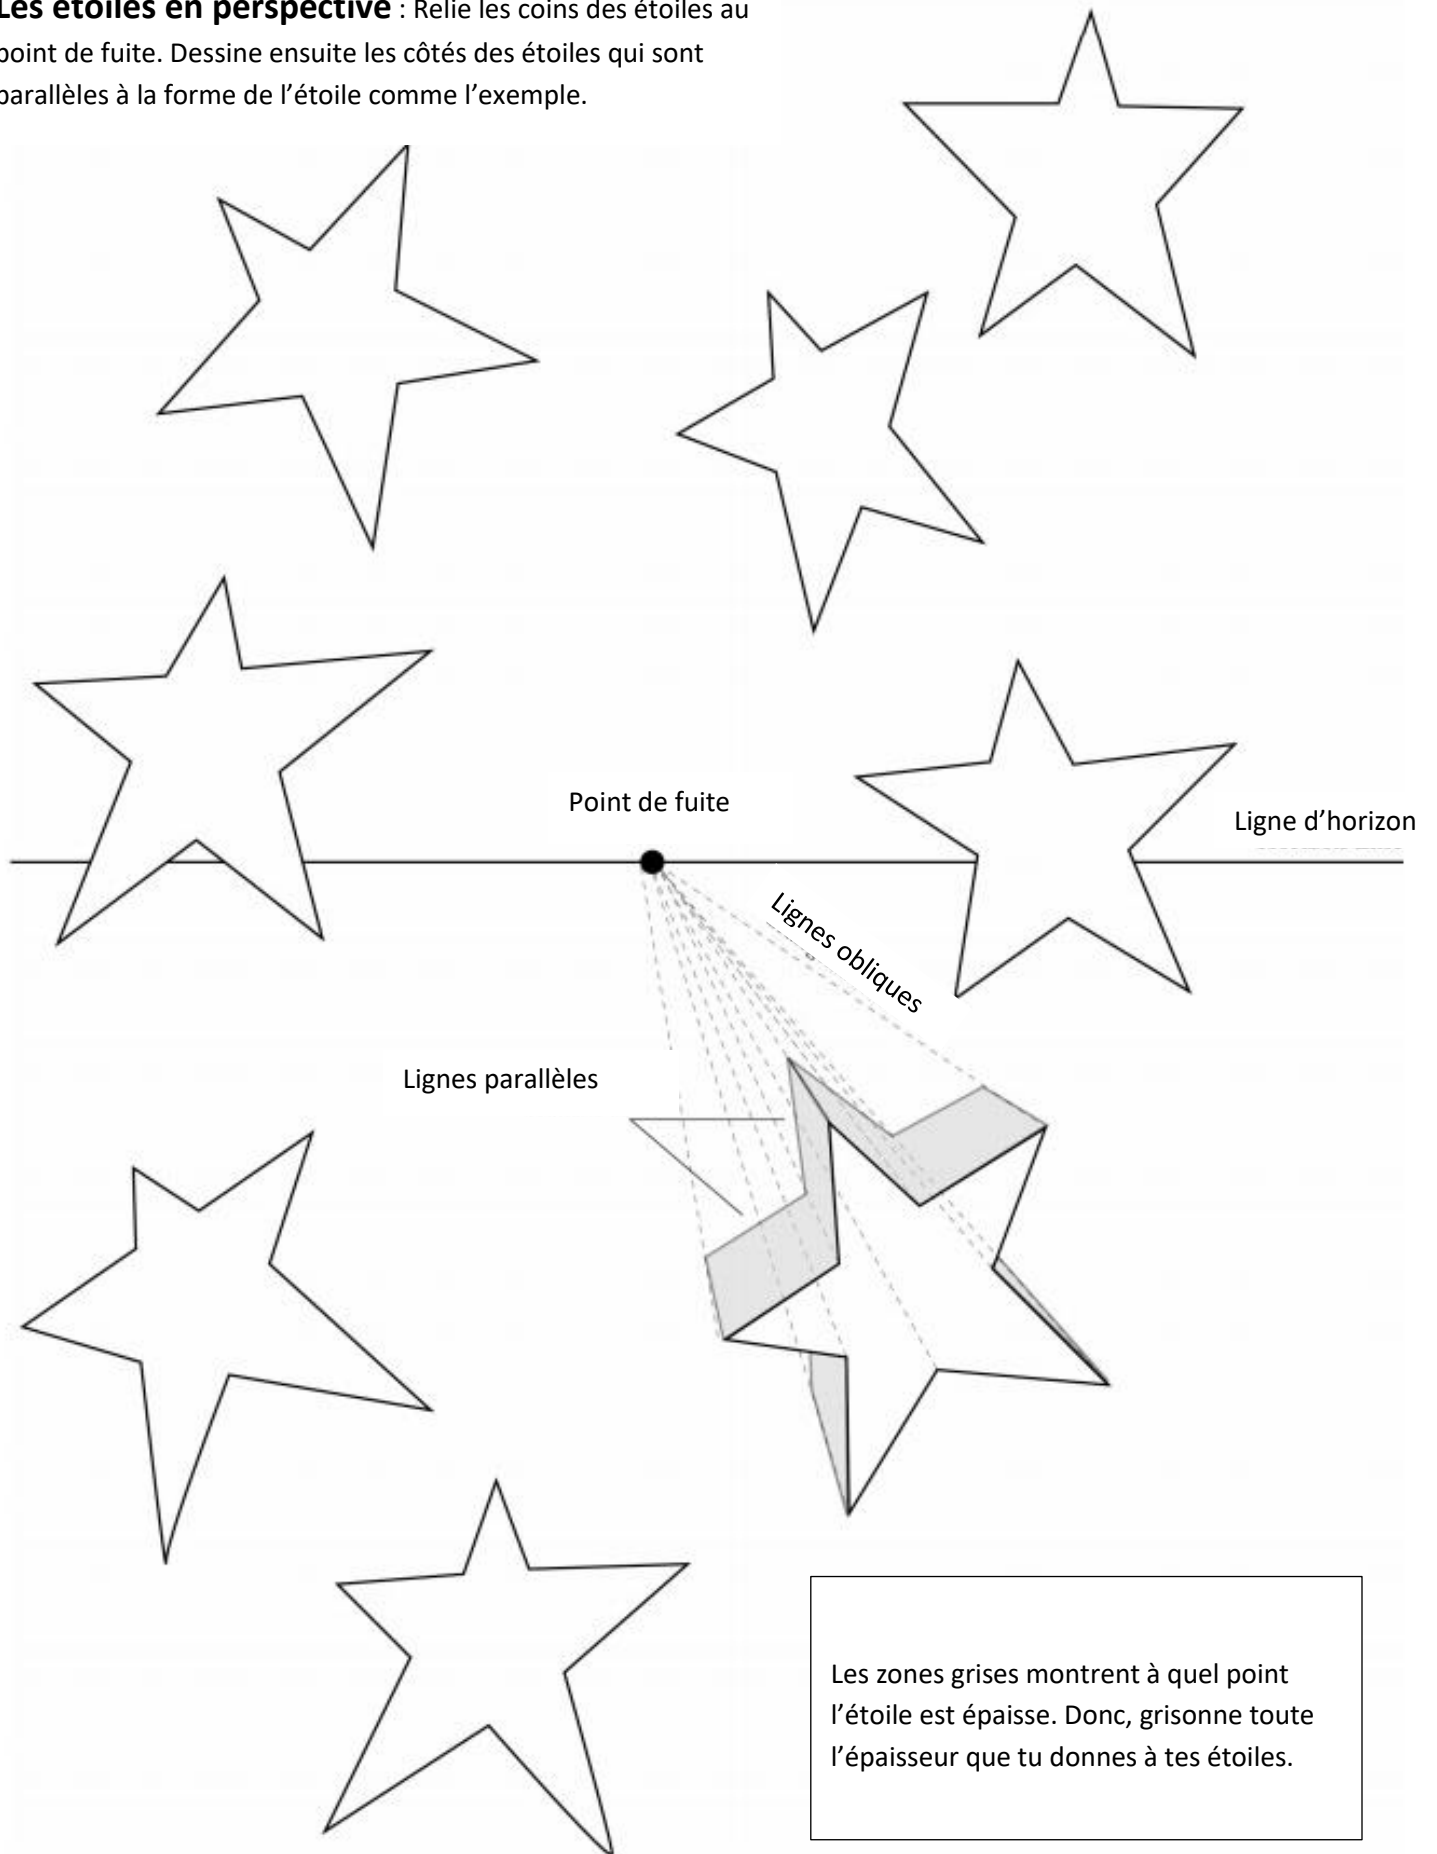 Les étoiles en perspective : Relie les coins des étoiles au
point de fuite. Dessine ensuite les côtés des étoiles qui sont
parallèles à la forme de l’étoile comme l’exemple.
Point de fuite
Ligne d’horizon
Lignes obliques
Lignes parallèles
Les zones grises montrent à quel point
l’étoile est épaisse. Donc, grisonne toute
l’épaisseur que tu donnes à tes étoiles.